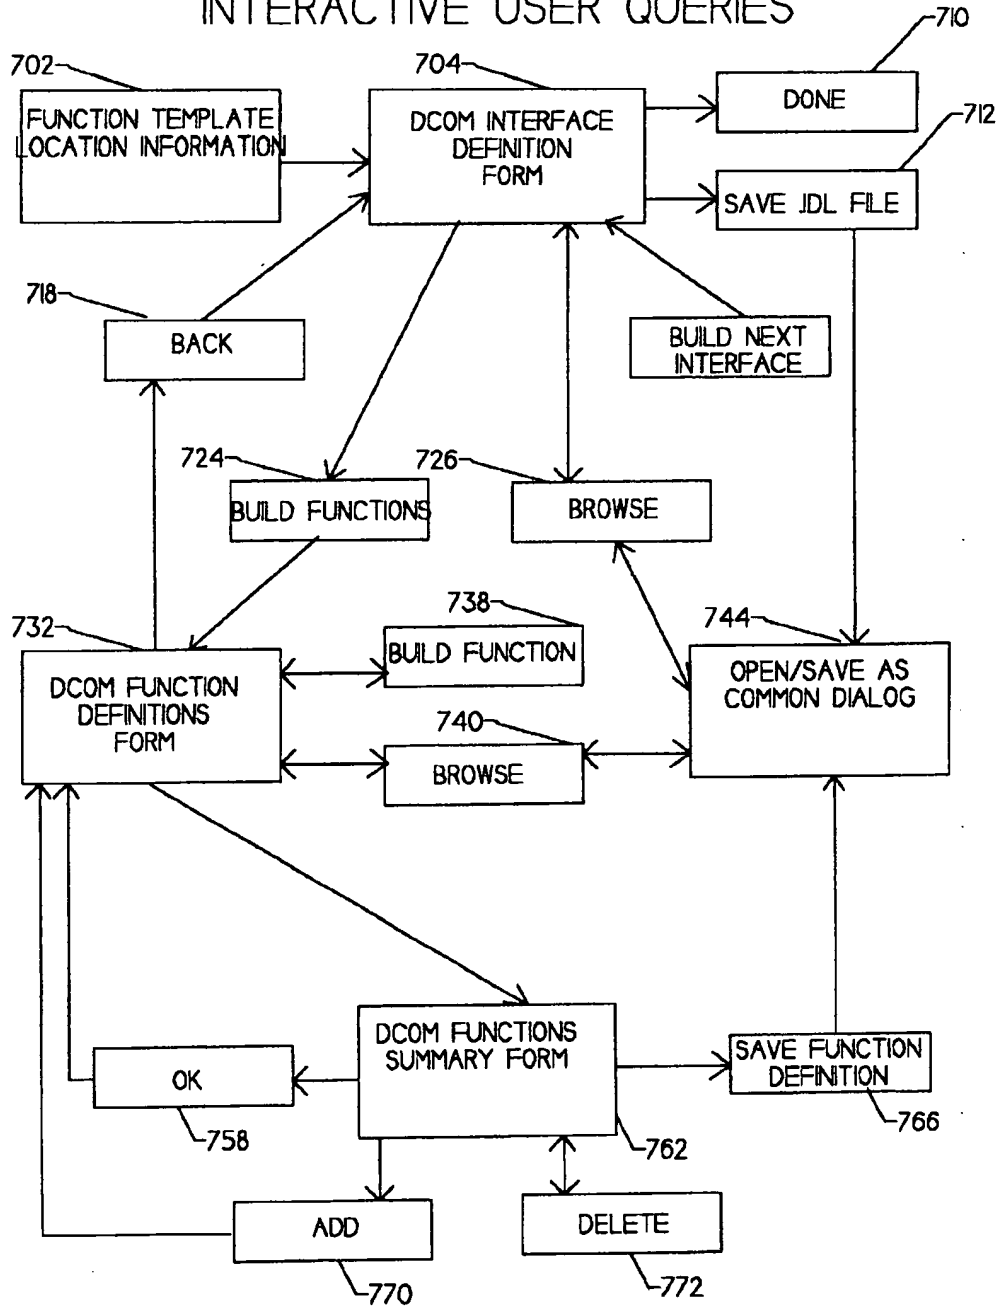 INTERACTIVE USER QUERIES
710
702
704
FUNCTION TEMPLATE
LOCATION INFORMATION
DCOM INTERFACE
DEFINITION
FORM
DONE
712
SAVE JDL FILE
718
BACK
BUILD NEXT
INTERFACE
724
BUILD FUNCTIONS
726
BROWSE
732
DCOM FUNCTION
DEFINITIONS
FORM
738
BUILD FUNCTION
740
BROWSE
744
OPEN/SAVE AS
COMMON DIALOG
DCOM FUNCTIONS
SUMMARY FORM
762
OK
758
SAVE FUNCTION
DEFINITION
766
ADD
770
DELETE
772